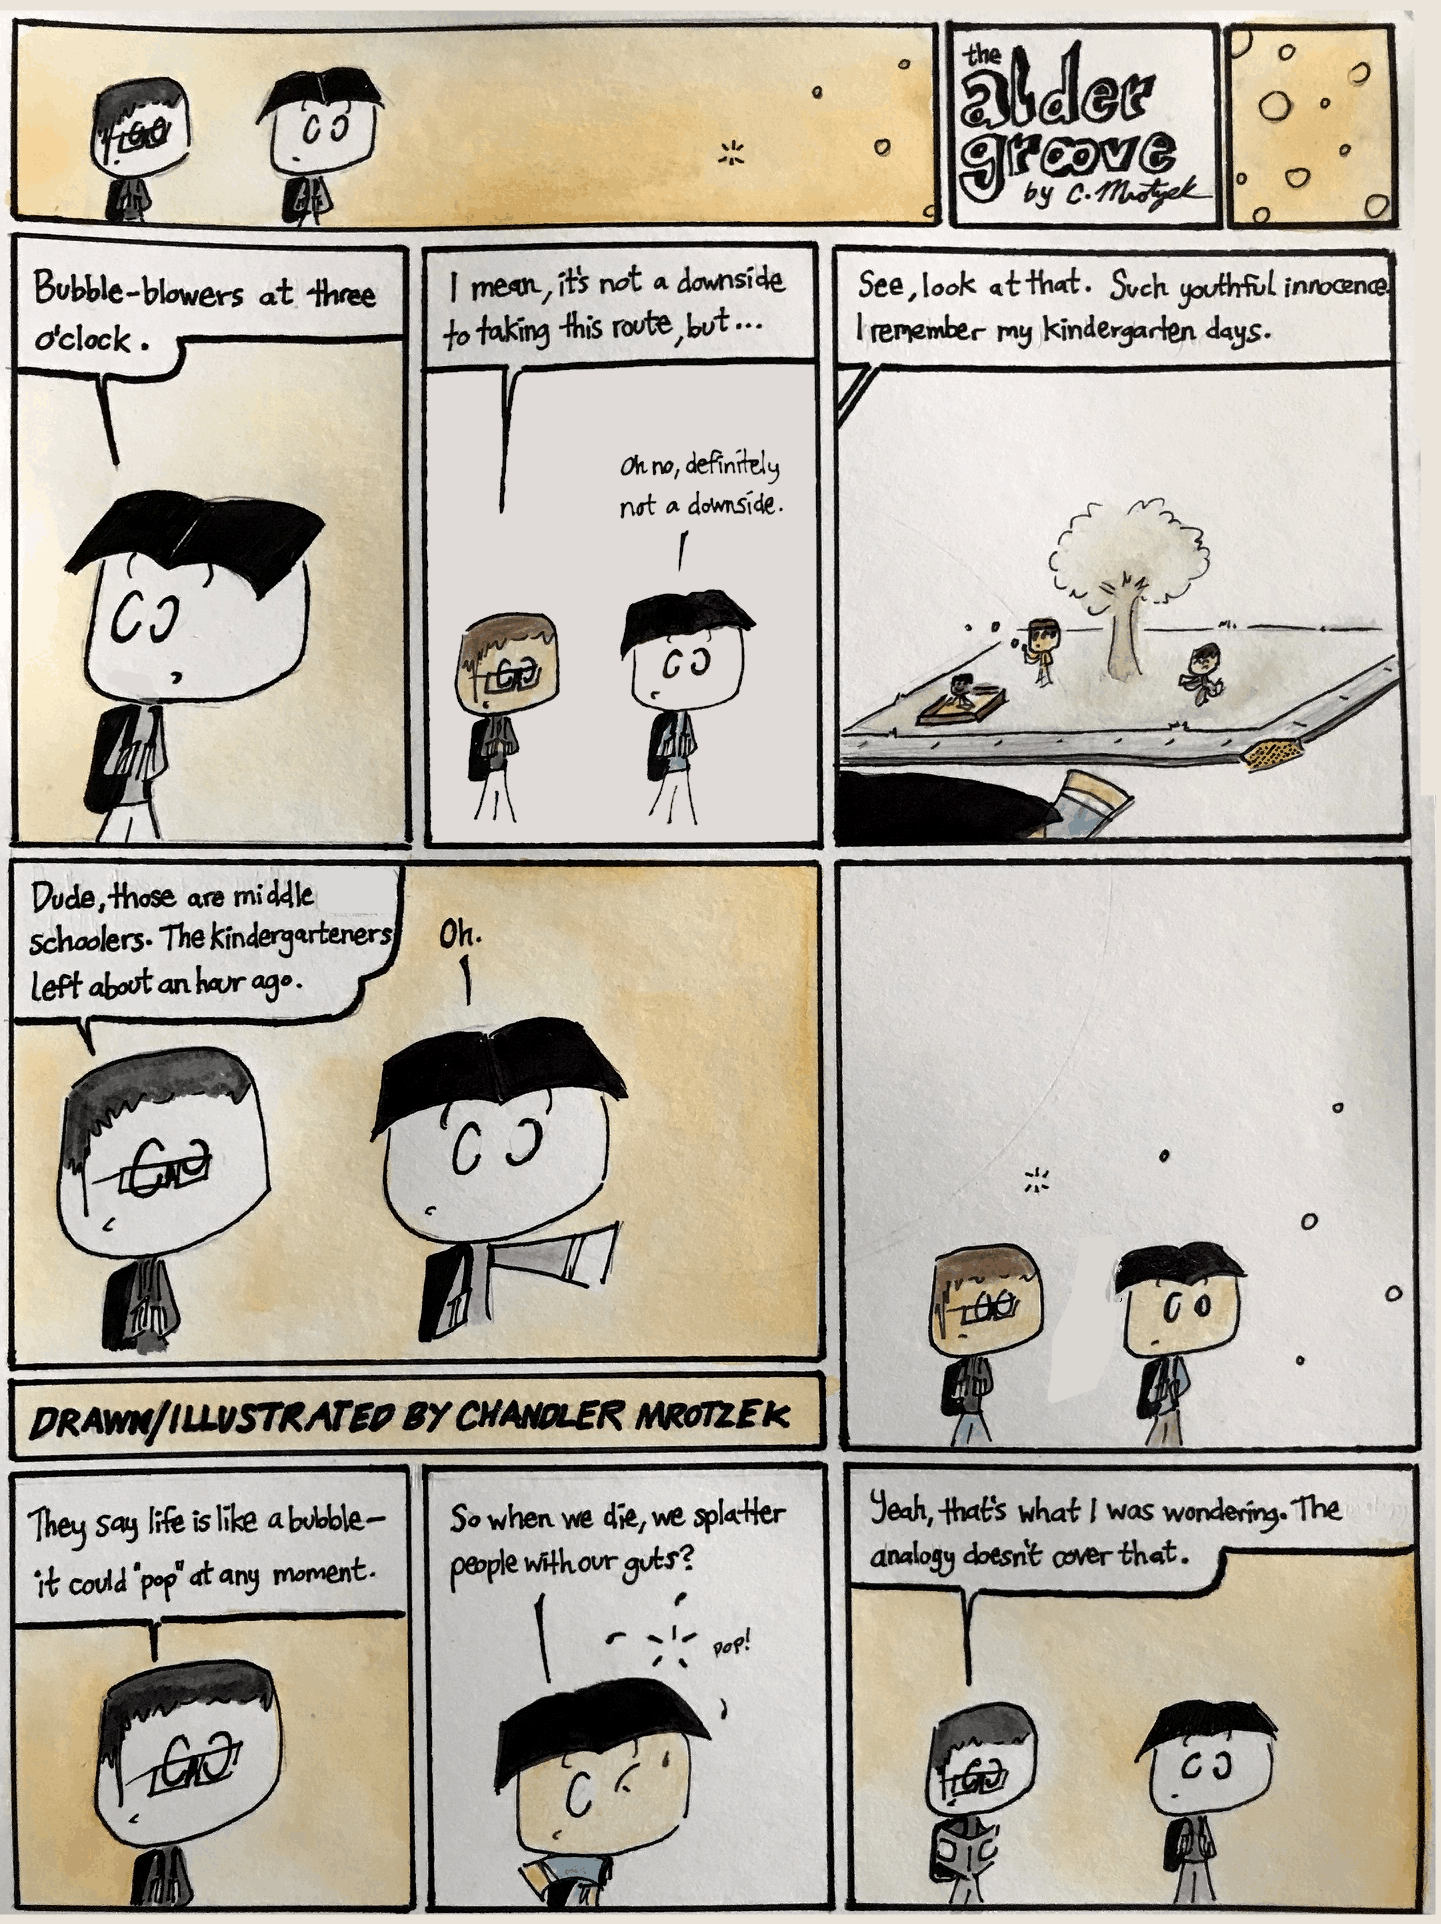 the
alder
groove
by C. Mrotzek
Bubble-blowers at three
o'clock.
I mean, it's not a downside
to taking this route, but...
Oh no, definitely
not a downside.
See, look at that. Such youthful innocence.
I remember my kindergarten days.
Dude, those are middle
schoolers. The kindergarteners
left about an hour ago.
Oh.
DRAWN/ILLUSTRATED BY CHANDLER MROTZEK
They say life is like a bubble—
it could "pop" at any moment.
So when we die, we splatter
people with our guts?
pop!
Yeah, that's what I was wondering. The
analogy doesn't cover that.